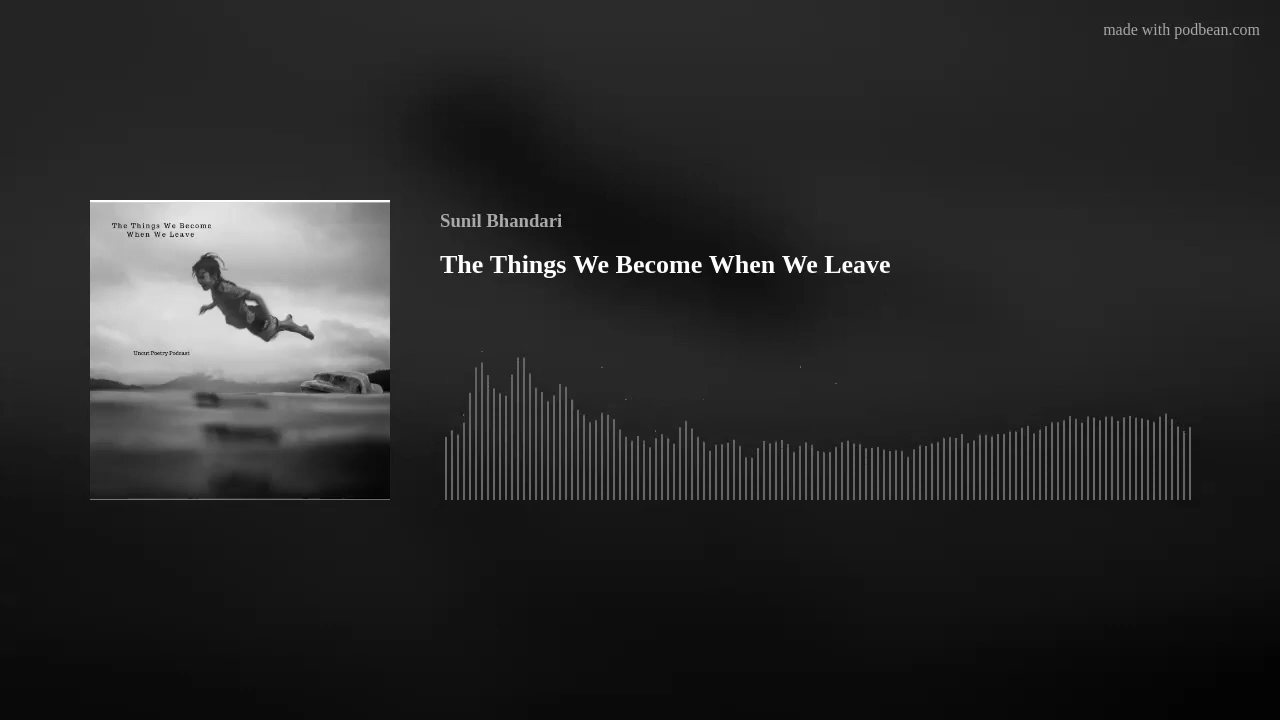 made with podbean.com
The Things We Become
When We Leave
Uncut Poetry Podcast
Sunil Bhandari
The Things We Become When We Leave